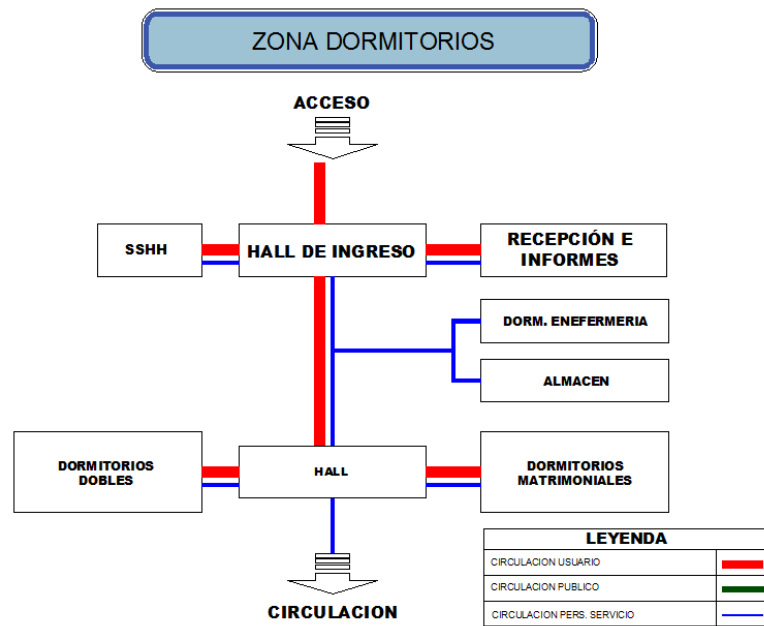 ZONA DORMITORIOS
ACCESO
SSHH
HALL DE INGRESO
RECEPCIÓN E
INFORMES
DORM. ENEFERMERIA
ALMACEN
DORMITORIOS
DOBLES
HALL
DORMITORIOS
MATRIMONIALES
CIRCULACION
LEYENDA
CIRCULACION USUARIO
CIRCULACION PUBLICO
CIRCULACION PERS. SERVICIO